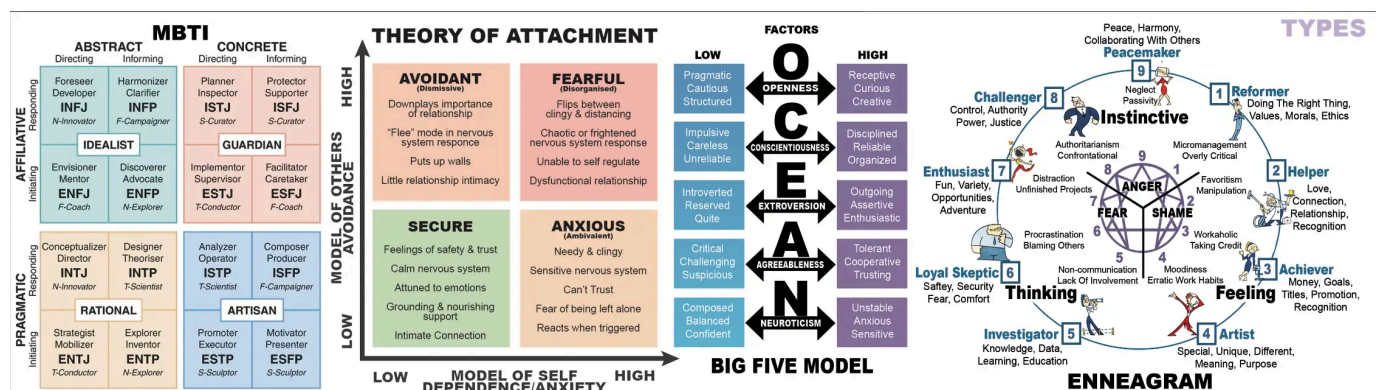 MBTI
ABSTRACT
CONCRETE
Directing
Informing
Directing
Informing
AFFILIATIVE
Responding
Initiating
PRAGMATIC
Responding
Initiating
Foreseer
Developer
INFJ
N-Innovator
Harmonizer
Clarifier
INFP
F-Campaigner
Planner
Inspector
ISTJ
S-Curator
Protector
Supporter
ISFJ
S-Curator
IDEALIST
GUARDIAN
Envisioner
Mentor
ENFJ
F-Coach
Discoverer
Advocate
ENFP
N-Explorer
Implementor
Supervisor
ESTJ
T-Conductor
Facilitator
Caretaker
ESFJ
F-Coach
Conceptualizer
Director
INTJ
N-Innovator
Designer
Theoriser
INTP
T-Scientist
Analyzer
Operator
ISTP
T-Scientist
Composer
Producer
ISFP
F-Campaigner
RATIONAL
ARTISAN
Strategist
Mobilizer
ENTJ
T-Conductor
Explorer
Inventor
ENTP
N-Explorer
Promoter
Executor
ESTP
S-Sculptor
Motivator
Presenter
ESFP
S-Sculptor
THEORY OF ATTACHMENT
HIGH
MODEL OF OTHERS
AVOIDANCE
LOW
AVOIDANT
(Dismissive)
Downplays importance
of relationship
"Flee" mode in nervous
system response
Puts up walls
Little relationship intimacy
FEARFUL
(Disorganised)
Flips between
clingy & distancing
Chaotic or frightened
nervous system response
Unable to self regulate
Dysfunctional relationship
SECURE
Feelings of safety & trust
Calm nervous system
Attuned to emotions
Grounding & nourishing
support
Intimate Connection
ANXIOUS
(Ambivalent)
Needy & clingy
Sensitive nervous system
Can't Trust
Fear of being left alone
Reacts when triggered
LOW
MODEL OF SELF
DEPENDENCE/ANXIETY
HIGH
FACTORS
LOW
HIGH
Pragmatic
Cautious
Structured
O
OPENNESS
Receptive
Curious
Creative
Impulsive
Careless
Unreliable
C
CONSCIENTIOUSNESS
Disciplined
Reliable
Organized
Introverted
Reserved
Quite
E
EXTROVERSION
Outgoing
Assertive
Enthusiastic
Critical
Challenging
Suspicious
A
AGREEABLENESS
Tolerant
Cooperative
Trusting
Composed
Balanced
Confident
N
NEUROTICISM
Unstable
Anxious
Sensitive
BIG FIVE MODEL
TYPES
Peace, Harmony,
Collaborating With Others
Peacemaker
9
Neglect
Passivity
1 Reformer
Doing The Right Thing,
Values, Morals, Ethics
Micromanagement
Overly Critical
2 Helper
Love,
Connection,
Relationship,
Recognition
Favoritism
Manipulation
3 Achiever
Money, Goals,
Titles, Promotion,
Recognition
Workaholic
Taking Credit
4 Artist
Special, Unique, Different,
Meaning, Purpose
Moodiness
Erratic Work Habits
Investigator 5
Knowledge, Data,
Learning, Education
Non-communication
Lack Of Involvement
Loyal Skeptic 6
Saftey, Security
Fear, Comfort
Procrastination
Blaming Others
Enthusiast 7
Fun, Variety,
Opportunities,
Adventure
Distraction
Unfinished Projects
Challenger 8
Control, Authority
Power, Justice
Authoritarianism
Confrontational
Instinctive
Thinking
Feeling
9
8
1
7
2
6
3
5
4
ANGER
FEAR
SHAME
ENNEAGRAM